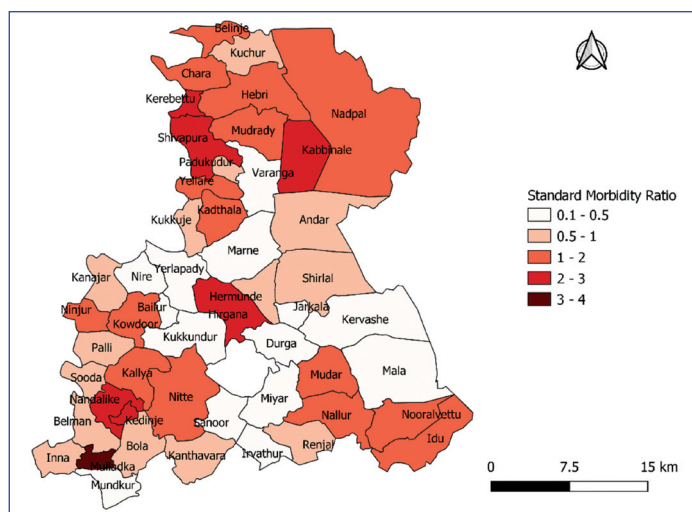 Belinje
Kuchur
Chara
Hebri
Kerebettu
Nadpal
Mudrady
Shivapura
Kabbinale
Padukudur
Varanga
Yellare
Kadthala
Kukkuje
Andar
Marne
Yerlapady
Nire
Kanajar
Shirlal
Hermunde
Jarkala
Ninjur
Bailur
Hirgana
Kervashe
Kowdoor
Kukkundur
Durga
Palli
Mala
Sooda
Kallya
Mudar
Nitte
Nandalike
Miyar
Nallur
Nooralvettu
Belman
Kedinje
Sanoor
Idu
Bola
Renjal
Inna
Kanthavara
Irvathur
Mulladka
Mundkur
Standard Morbidity Ratio
0.1 - 0.5
0.5 - 1
1 - 2
2 - 3
3 - 4
0 7.5 15 km